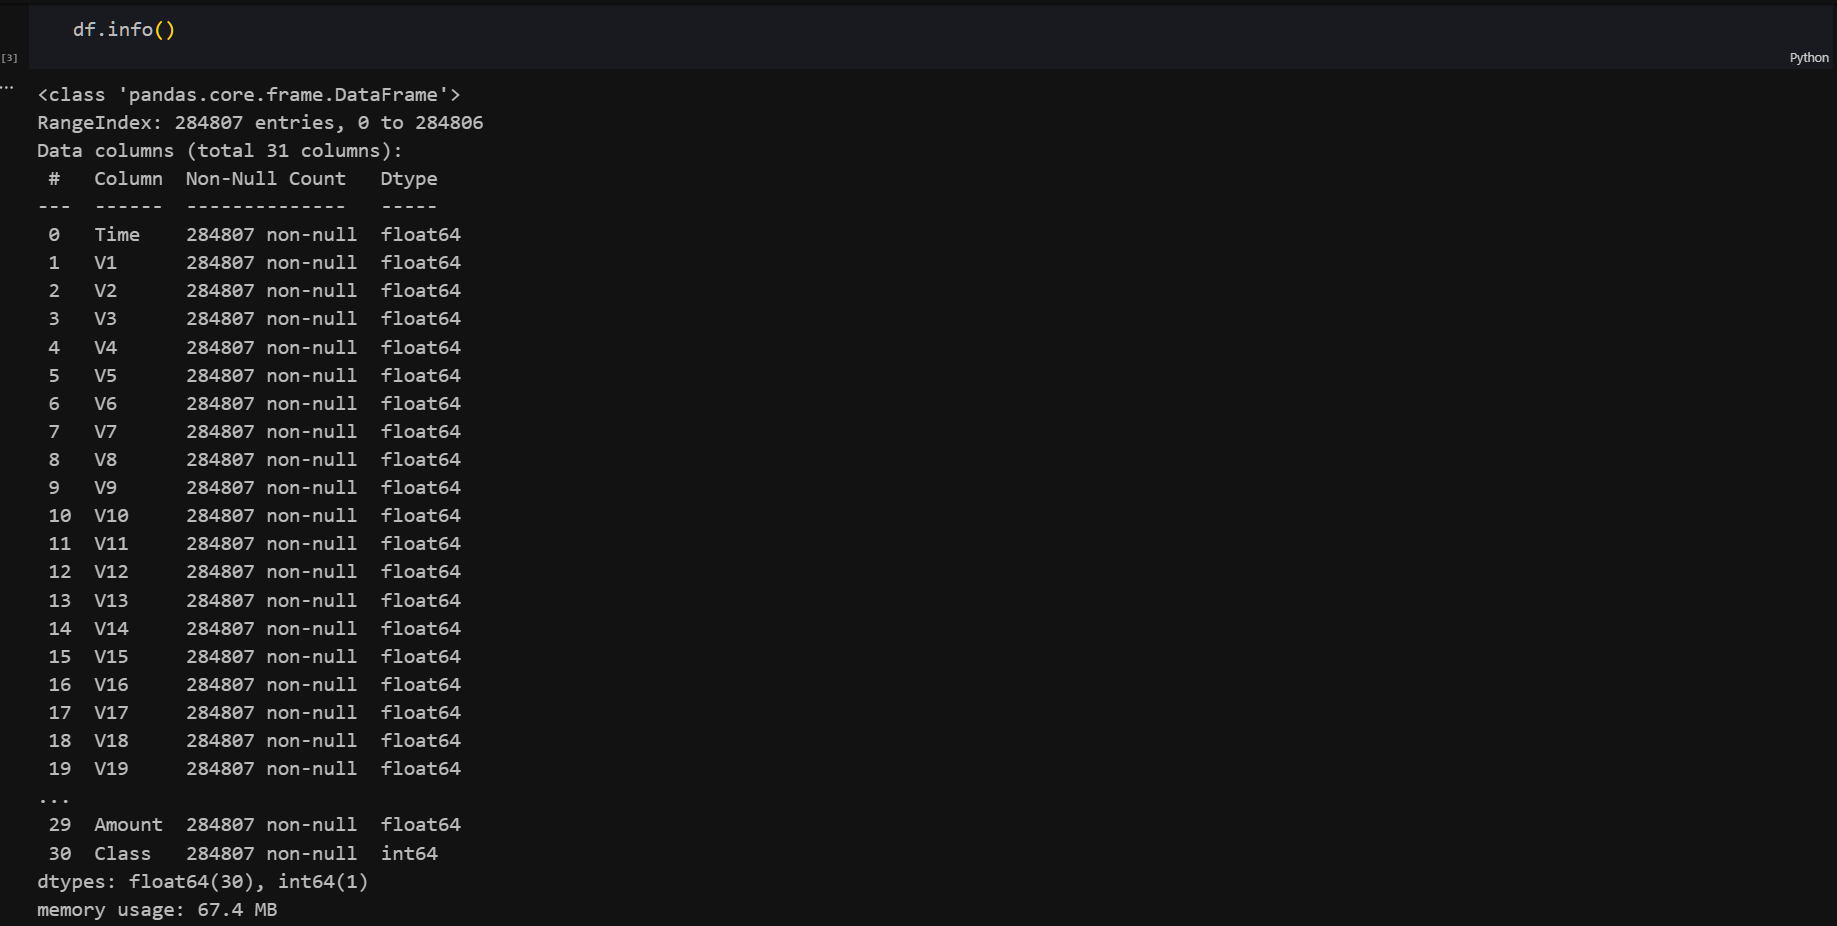 df.info()
[3]
Python
...
<class 'pandas.core.frame.DataFrame'>
RangeIndex: 284807 entries, 0 to 284806
Data columns (total 31 columns):
 #   Column  Non-Null Count   Dtype
---  ------  --------------   -----
 0   Time    284807 non-null  float64
 1   V1      284807 non-null  float64
 2   V2      284807 non-null  float64
 3   V3      284807 non-null  float64
 4   V4      284807 non-null  float64
 5   V5      284807 non-null  float64
 6   V6      284807 non-null  float64
 7   V7      284807 non-null  float64
 8   V8      284807 non-null  float64
 9   V9      284807 non-null  float64
 10  V10     284807 non-null  float64
 11  V11     284807 non-null  float64
 12  V12     284807 non-null  float64
 13  V13     284807 non-null  float64
 14  V14     284807 non-null  float64
 15  V15     284807 non-null  float64
 16  V16     284807 non-null  float64
 17  V17     284807 non-null  float64
 18  V18     284807 non-null  float64
 19  V19     284807 non-null  float64
...
 29  Amount  284807 non-null  float64
 30  Class   284807 non-null  int64
dtypes: float64(30), int64(1)
memory usage: 67.4 MB